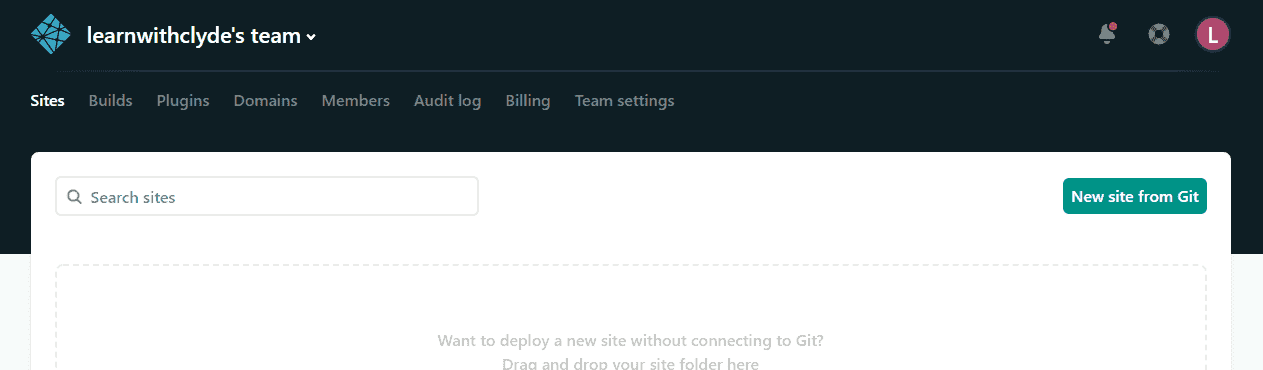 learnwithclyde's team
L
Sites Builds Plugins Domains Members Audit log Billing Team settings
Search sites
New site from Git
Want to deploy a new site without connecting to Git?
Drag and drop your site folder here